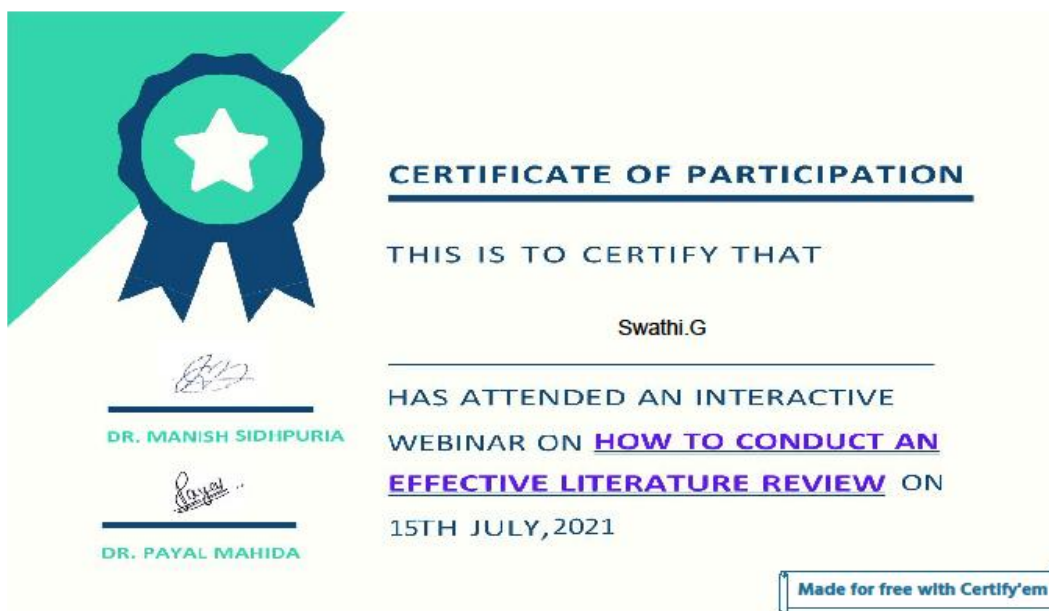 CERTIFICATE OF PARTICIPATION
THIS IS TO CERTIFY THAT
Swathi.G
HAS ATTENDED AN INTERACTIVE
WEBINAR ON HOW TO CONDUCT AN
EFFECTIVE LITERATURE REVIEW ON
15TH JULY,2021
DR. MANISH SIDHPURIA
Payal
DR. PAYAL MAHIDA
Made for free with Certify'em